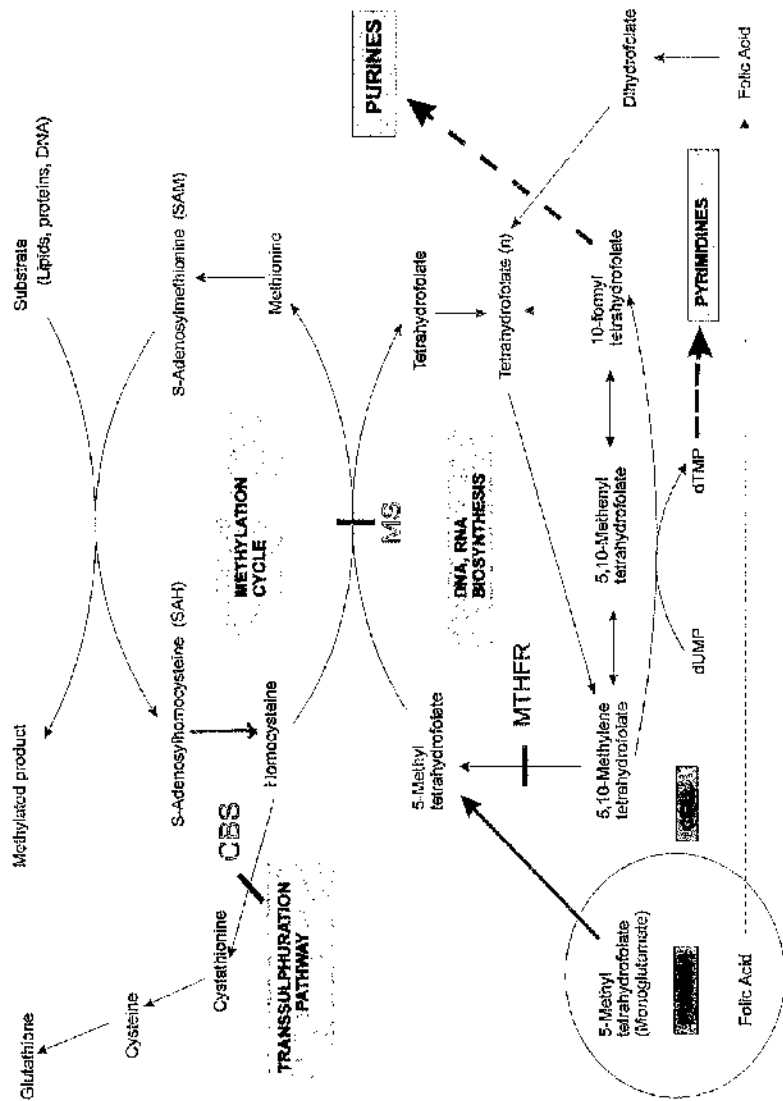 Glutathione
Cysteine
Cystathionine
TRANSSULPHURATION
PATHWAY
CBS
Methylated product
S-Adenosylhomocysteine (SAH)
Homocysteine
METHYLATION
CYCLE
Substrate
(Lipids, proteins, DNA)
S-Adenosylmethionine (SAM)
Methionine
MS
5-Methyl
tetrahydrofolate
Tetrahydrofolate
DNA, RNA
BIOSYNTHESIS
MTHFR
Tetrahydrofolate (n)
PURINES
5,10-Methylene
tetrahydrofolate
5,10-Methenyl
tetrahydrofolate
10-formyl
tetrahydrofolate
Dihydrofolate
dUMP
dTMP
PYRIMIDINES
5-Methyl
tetrahydrofolate
(Monoglutamate)
Folic Acid
Folic Acid